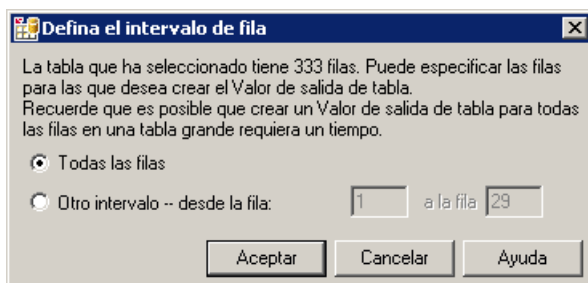 Defina el intervalo de fila
La tabla que ha seleccionado tiene 333 filas. Puede especificar las filas
para las que desea crear el Valor de salida de tabla.
Recuerde que es posible que crear un Valor de salida de tabla para todas
las filas en una tabla grande requiera un tiempo.
Todas las filas
Otro intervalo -- desde la fila: 1 a la fila 29
Aceptar Cancelar Ayuda